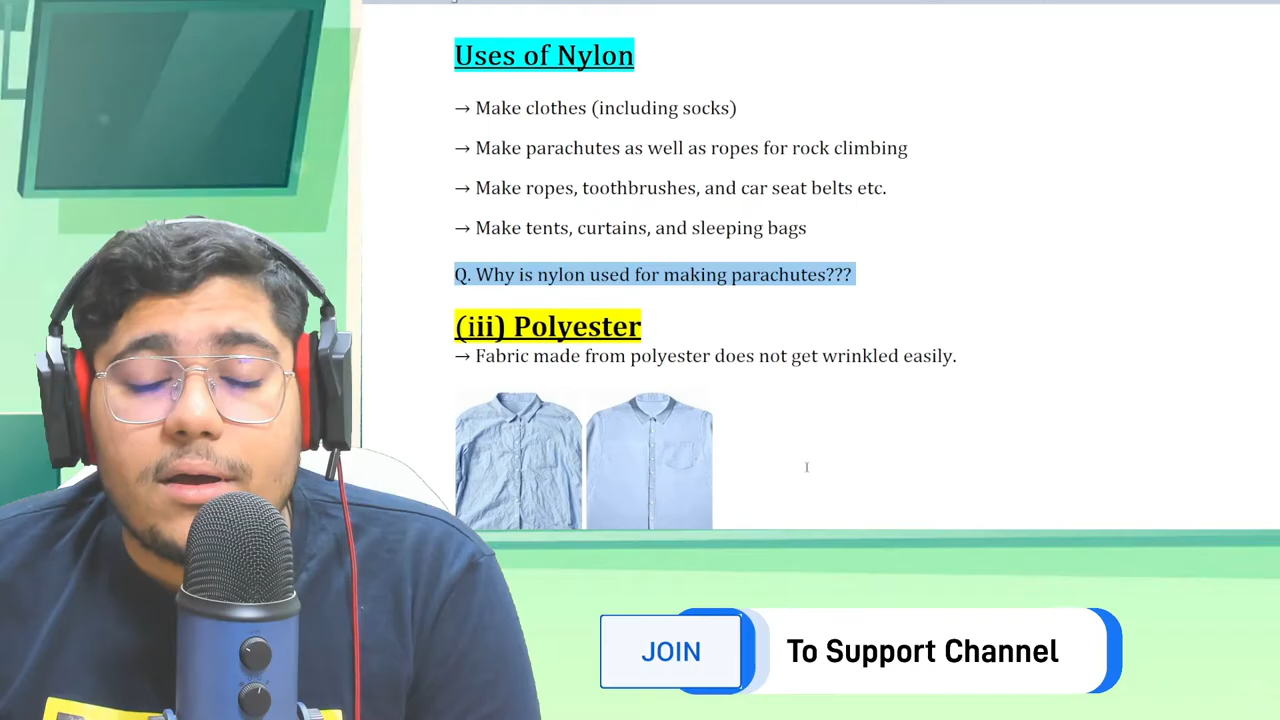 Uses of Nylon
→ Make clothes (including socks)
→ Make parachutes as well as ropes for rock climbing
→ Make ropes, toothbrushes, and car seat belts etc.
→ Make tents, curtains, and sleeping bags
Q. Why is nylon used for making parachutes???
(iii) Polyester
→ Fabric made from polyester does not get wrinkled easily.
JOIN To Support Channel